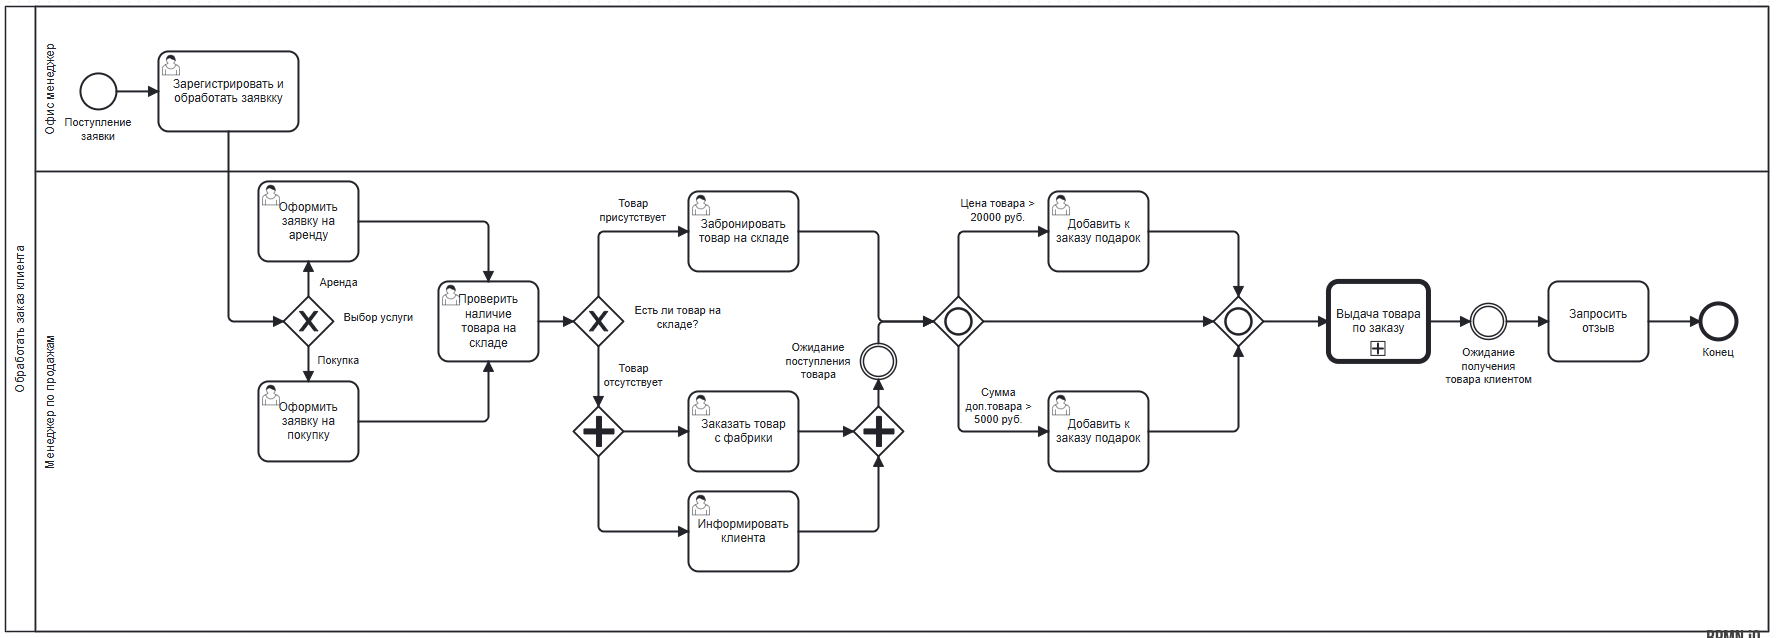 Обработать заказ клиента
Офис менеджер
Поступление
заявки
Зарегистрировать и
обработать заявкку
Менеджер по продажам
Оформить
заявку на
аренду
Аренда
Выбор услуги
Покупка
Оформить
заявку на
покупку
Проверить
наличие
товара на
складе
Товар
присутствует
Есть ли товар на
складе?
Товар
отсутствует
Забронировать
товар на складе
Заказать товар
с фабрики
Информировать
клиента
Ожидание
поступления
товара
Цена товара >
20000 руб.
Добавить к
заказу подарок
Сумма
доп.товара >
5000 руб.
Добавить к
заказу подарок
Выдача товара
по заказу
Ожидание
получения
товара клиентом
Запросить
отзыв
Конец
BPMN.iO